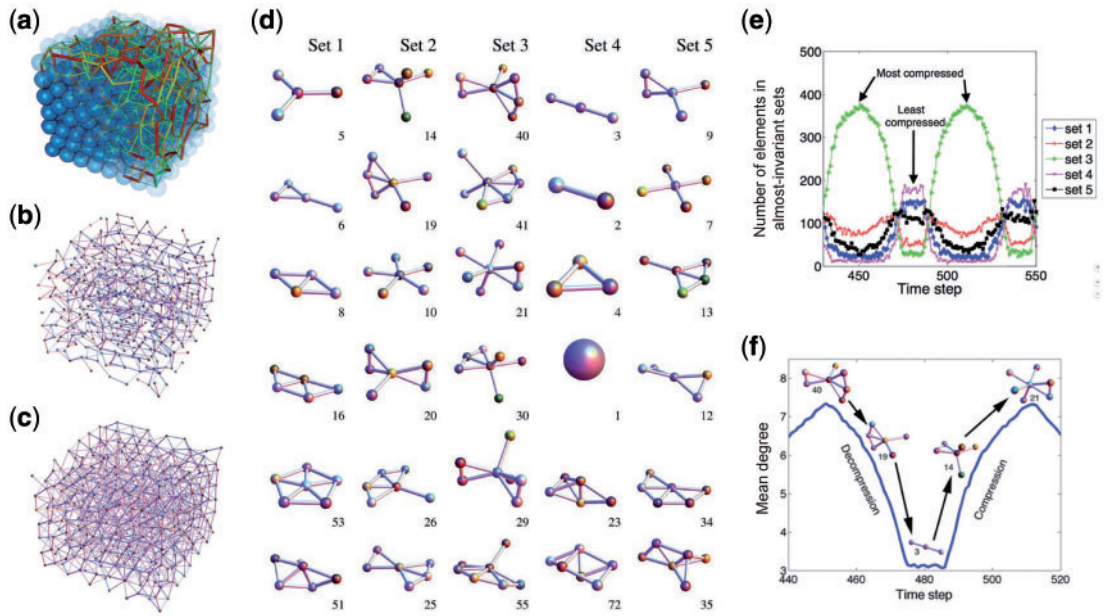 (a)
(b)
(c)
(d)
Set 1 Set 2 Set 3 Set 4 Set 5
5 14 40 3 9
6 19 41 2 7
8 10 21 4 13
16 20 30 1 12
53 26 29 23 34
51 25 55 72 35
(e)
Number of elements in
almost-invariant sets
500
400
300
200
100
0
Most compressed
Least
compressed
set 1
set 2
set 3
set 4
set 5
450 500 550
Time step
(f)
Mean degree
8
7
6
5
4
3
40
19
3
14
21
Decompression
Compression
440 460 480 500 520
Time step